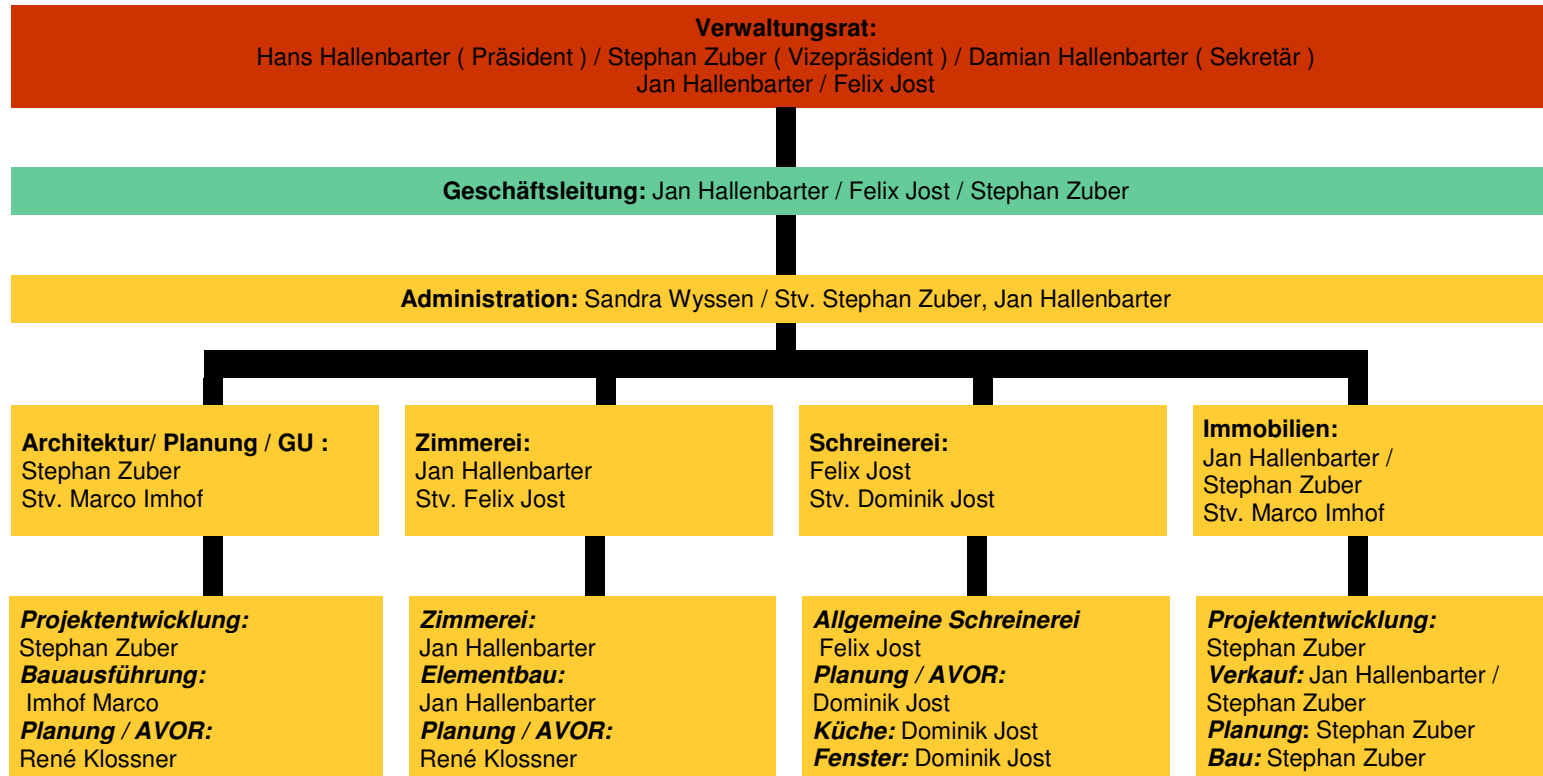 Verwaltungsrat:
Hans Hallenbarter ( Präsident ) / Stephan Zuber ( Vizepräsident ) / Damian Hallenbarter ( Sekretär )
Jan Hallenbarter / Felix Jost
Geschäftsleitung: Jan Hallenbarter / Felix Jost / Stephan Zuber
Administration: Sandra Wyssen / Stv. Stephan Zuber, Jan Hallenbarter
Architektur/ Planung / GU :
Stephan Zuber
Stv. Marco Imhof
Zimmerei:
Jan Hallenbarter
Stv. Felix Jost
Schreinerei:
Felix Jost
Stv. Dominik Jost
Immobilien:
Jan Hallenbarter /
Stephan Zuber
Stv. Marco Imhof
Projektentwicklung:
Stephan Zuber
Bauausführung:
Imhof Marco
Planung / AVOR:
René Klossner
Zimmerei:
Jan Hallenbarter
Elementbau:
Jan Hallenbarter
Planung / AVOR:
René Klossner
Allgemeine Schreinerei
Felix Jost
Planung / AVOR:
Dominik Jost
Küche: Dominik Jost
Fenster: Dominik Jost
Projektentwicklung:
Stephan Zuber
Verkauf: Jan Hallenbarter /
Stephan Zuber
Planung: Stephan Zuber
Bau: Stephan Zuber